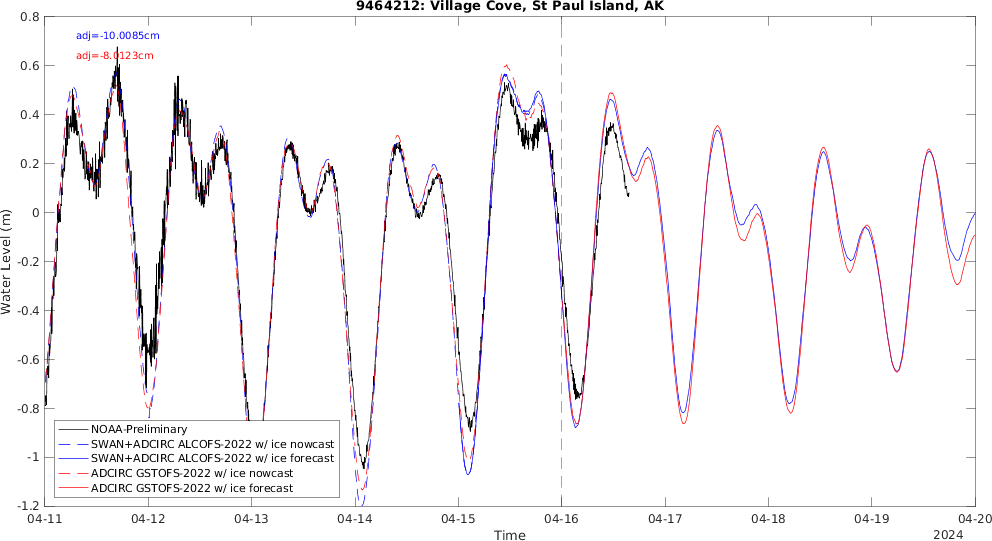 9464212: Village Cove, St Paul Island, AK
adj=-10.0085cm
adj=-8.0123cm
Water Level (m)
0.8
0.6
0.4
0.2
0
-0.2
-0.4
-0.6
-0.8
-1
-1.2
NOAA-Preliminary
SWAN+ADCIRC ALCOFS-2022 w/ ice nowcast
SWAN+ADCIRC ALCOFS-2022 w/ ice forecast
ADCIRC GSTOFS-2022 w/ ice nowcast
ADCIRC GSTOFS-2022 w/ ice forecast
04-11 04-12 04-13 04-14 04-15 04-16 04-17 04-18 04-19 04-20
Time
2024